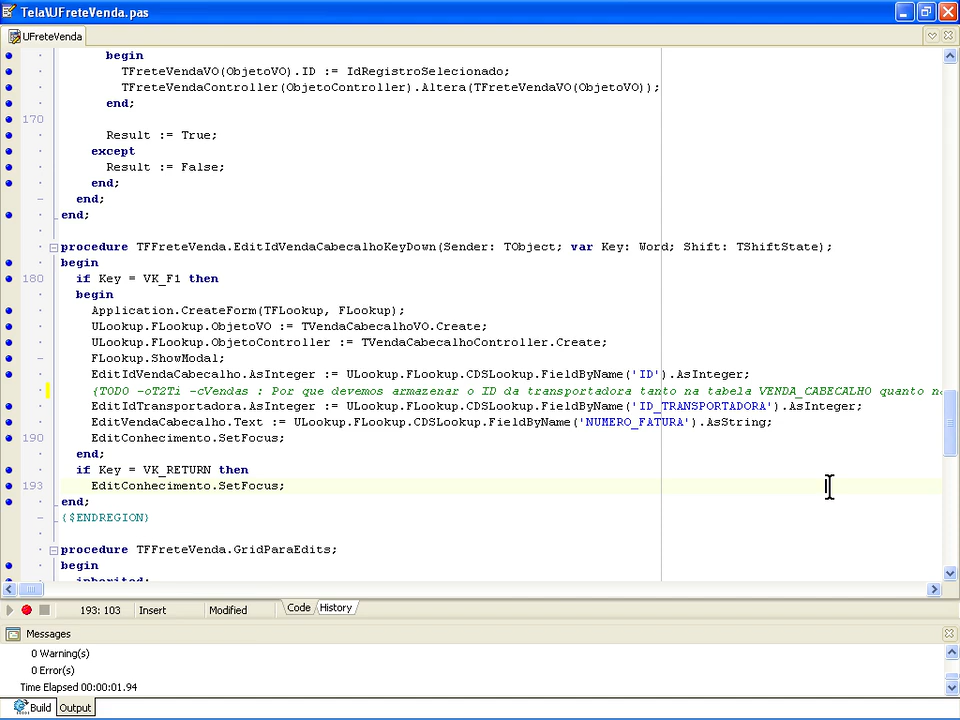 Tela\UFreteVenda.pas
UFreteVenda
begin
TFreteVendaVO(ObjetoVO).ID := IdRegistroSelecionado;
TFreteVendaController(ObjetoController).Altera(TFreteVendaVO(ObjetoVO));
end;
170
Result := True;
except
Result := False;
end;
end;
end;
procedure TFFreteVenda.EditIdVendaCabecalhoKeyDown(Sender: TObject; var Key: Word; Shift: TShiftState);
begin
180 if Key = VK_F1 then
begin
Application.CreateForm(TFLookup, FLookup);
ULookup.FLookup.ObjetoVO := TVendaCabecalhoVO.Create;
ULookup.FLookup.ObjetoController := TVendaCabecalhoController.Create;
FLookup.ShowModal;
EditIdVendaCabecalho.AsInteger := ULookup.FLookup.CDSLookup.FieldByName('ID').AsInteger;
{TODO -oT2Ti -cVendas : Por que devemos armazenar o ID da transportadora tanto na tabela VENDA_CABECALHO quanto
EditIdTransportadora.AsInteger := ULookup.FLookup.CDSLookup.FieldByName('ID_TRANSPORTADORA').AsInteger;
EditVendaCabecalho.Text := ULookup.FLookup.CDSLookup.FieldByName('NUMERO_FATURA').AsString;
190 EditConhecimento.SetFocus;
end;
if Key = VK_RETURN then
193 EditConhecimento.SetFocus;
end;
{$ENDREGION}
procedure TFFreteVenda.GridParaEdits;
begin
inherited;
193: 103 Insert Modified Code History
Messages
0 Warning(s)
0 Error(s)
Time Elapsed 00:00:01.94
Build Output